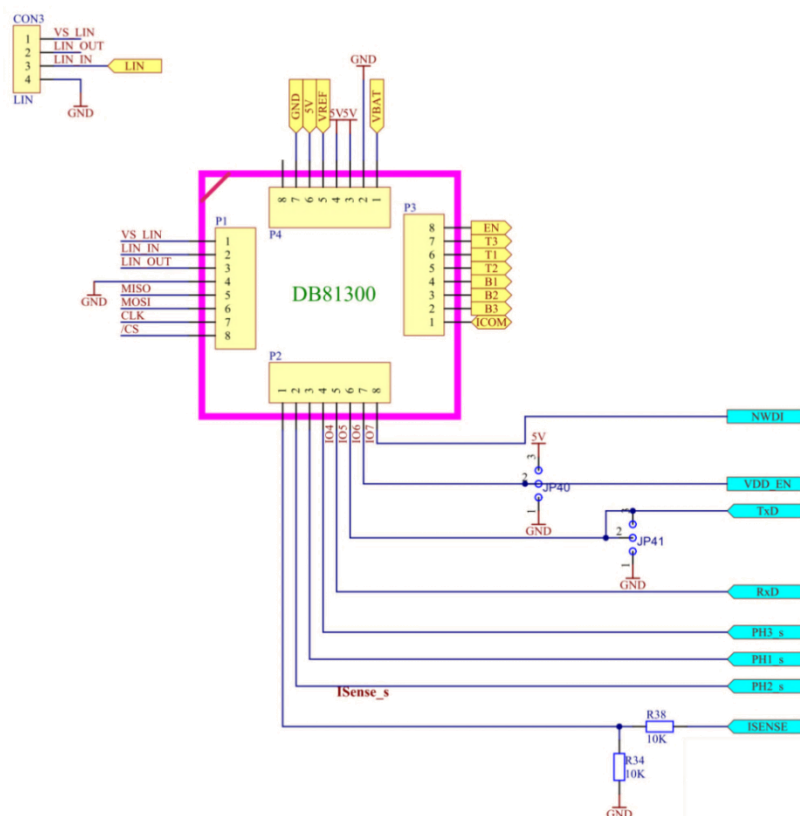 CON3
1 VS_LIN
2 LIN_OUT
3 LIN_IN LIN
4
LIN
GND
GND
GND 5V VREF 5V 5V VBAT
8 7 6 5 4 3 2 1
P4
P1
VS_LIN 1
LIN_IN 2
LIN_OUT 3
4
GND
MISO 5
MOSI 6
CLK 7
/CS 8
DB81300
P3
8 EN
7 T3
6 T1
5 T2
4 B1
3 B2
2 B3
1 ICOM
P2
1 2 3 4 5 6 7 8
IO4 IO5 IO6 IO7
NWDI
5V
3
2 JP40
1
GND
VDD_EN
TxD
3
2 JP41
1
GND
RxD
PH3_s
PH1_s
PH2_s
ISense_s
R38
10K
ISENSE
R34
10K
GND